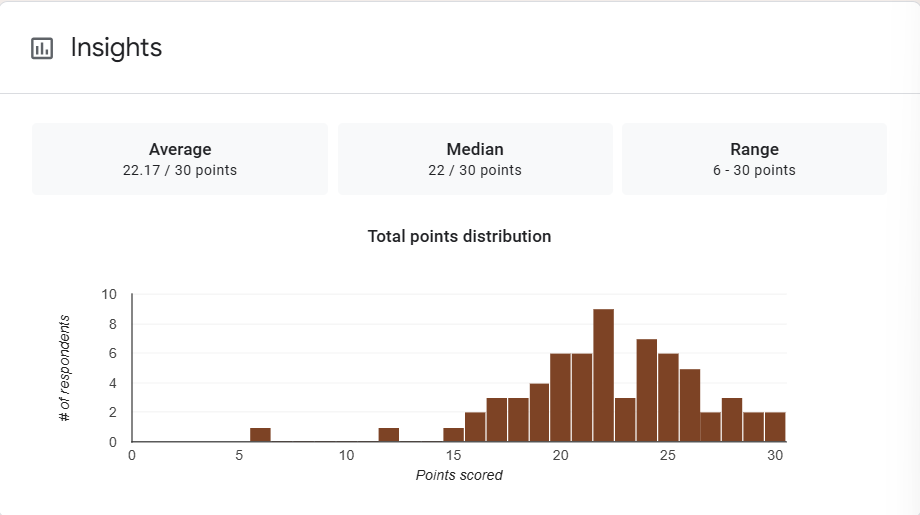 Insights
Average
22.17 / 30 points
Median
22 / 30 points
Range
6 - 30 points
Total points distribution
# of respondents
10
8
6
4
2
0
0 5 10 15 20 25 30
Points scored